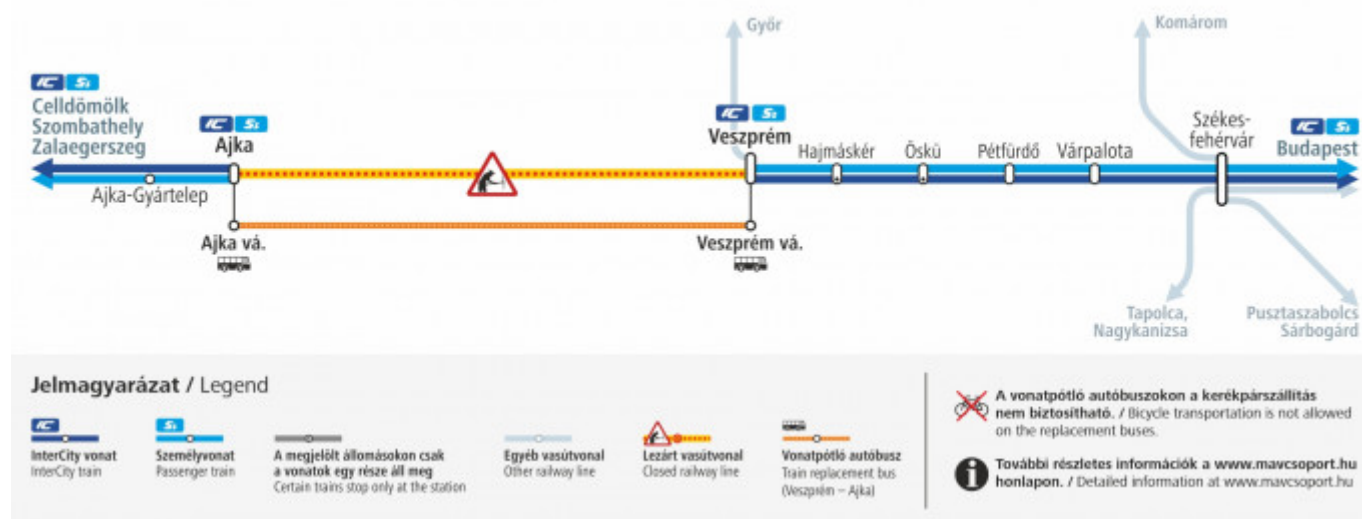 Győr
Komárom
IC Sz
Celldömölk
Szombathely
Zalaegerszeg
IC Sz
Ajka
IC Sz
Veszprém
Hajmáskér
Öskü
Pétfürdő
Várpalota
Székes-
fehérvár
IC Sz
Budapest
Ajka-Gyártelep
Ajka vá.
Veszprém vá.
Tapolca,
Nagykanizsa
Pusztaszabolcs
Sárbogárd
Jelmagyarázat / Legend
IC
InterCity vonat
InterCity train
Sz
Személyvonat
Passenger train
A megjelölt állomásokon csak
a vonatok egy része áll meg
Certain trains stop only at the station
Egyéb vasútvonal
Other railway line
Lezárt vasútvonal
Closed railway line
Vonatpótló autóbusz
Train replacement bus
(Veszprém – Ajka)
A vonatpótló autóbuszokon a kerékpárszállítás
nem biztosítható. / Bicycle transportation is not allowed
on the replacement buses.
További részletes információk a www.mavcsoport.hu
honlapon. / Detailed information at www.mavcsoport.hu